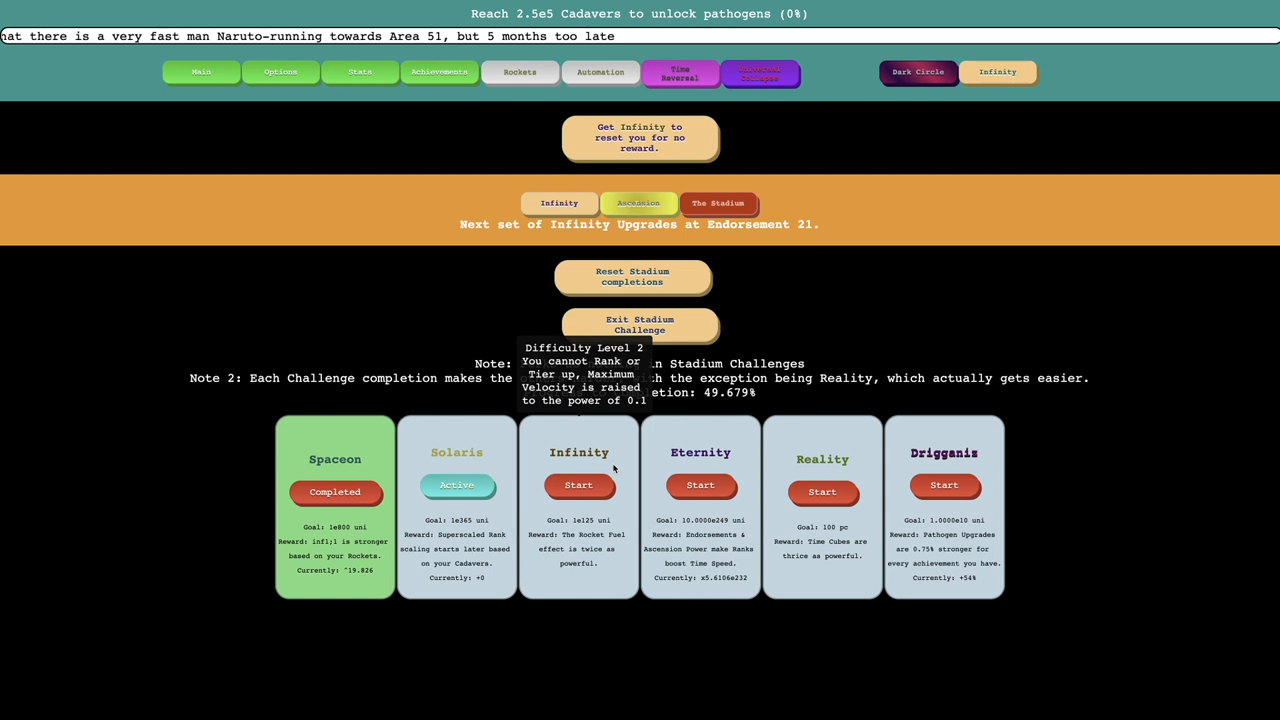 Reach 2.5e5 Cadavers to unlock pathogens (0%)
hat there is a very fast man Naruto-running towards Area 51, but 5 months too late
Main
Options
Stats
Achievements
Rockets
Automation
Time
Reversal
Universal
Collapse
Dark Circle
Infinity
Get Infinity to
reset you for no
reward.
Infinity
Ascension
The Stadium
Next set of Infinity Upgrades at Endorsement 21.
Reset Stadium
completions
Exit Stadium
Challenge
Difficulty Level 2
You cannot Rank or
Tier up, Maximum
Velocity is raised
to the power of 0.1
Note: in Stadium Challenges
Note 2: Each Challenge completion makes the with the exception being Reality, which actually gets easier.
completion: 49.679%
Spaceon
Completed
Goal: 1e800 uni
Reward: inf1;1 is stronger
based on your Rockets.
Currently: ^19.826
Solaris
Active
Goal: 1e365 uni
Reward: Superscaled Rank
scaling starts later based
on your Cadavers.
Currently: +0
Infinity
Start
Goal: 1e125 uni
Reward: The Rocket Fuel
effect is twice as
powerful.
Eternity
Start
Goal: 10.0000e249 uni
Reward: Endorsements &
Ascension Power make Ranks
boost Time Speed.
Currently: x5.6106e232
Reality
Start
Goal: 100 pc
Reward: Time Cubes are
thrice as powerful.
Drigganiz
Start
Goal: 1.0000e10 uni
Reward: Pathogen Upgrades
are 0.75% stronger for
every achievement you have.
Currently: +54%